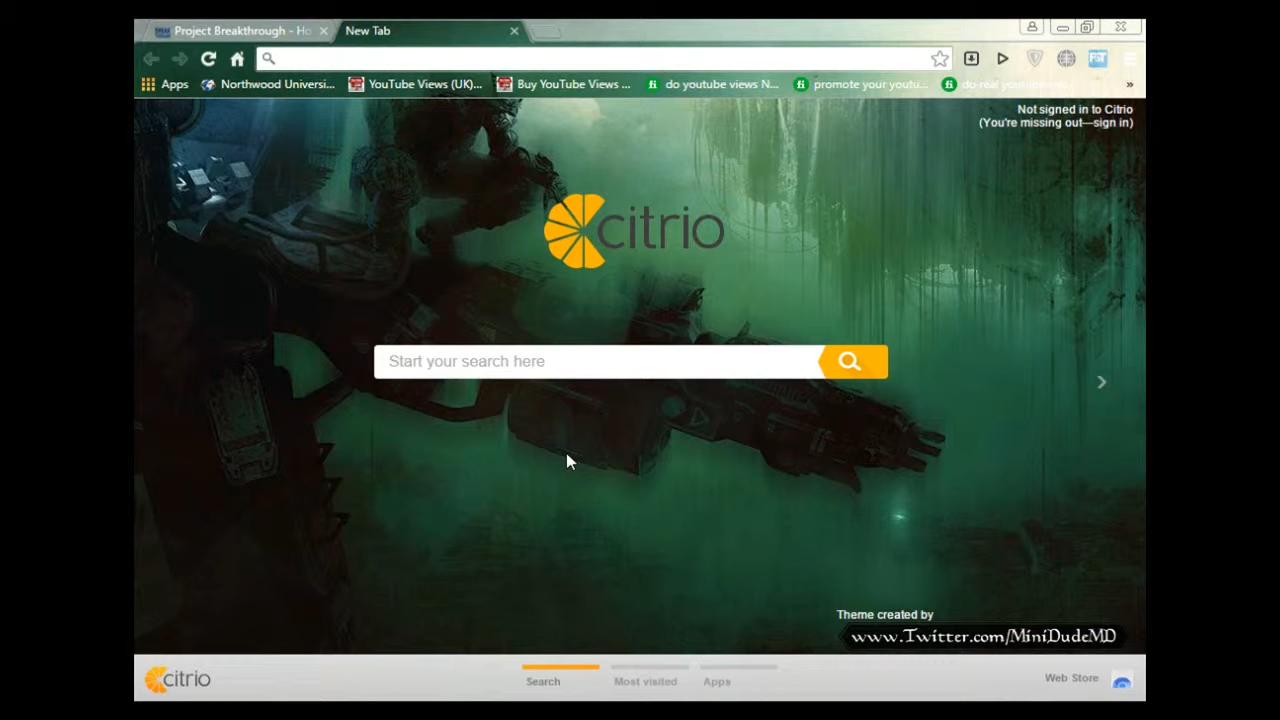 Project Breakthrough - Ho
New Tab
Apps
Northwood Universi...
YouTube Views (UK)...
Buy YouTube Views ...
do youtube views N...
promote your youtu...
Not signed in to Citrio
(You're missing out—sign in)
citrio
Start your search here
Theme created by
www.Twitter.com/MiniDudeMD
citrio
Search
Most visited
Apps
Web Store